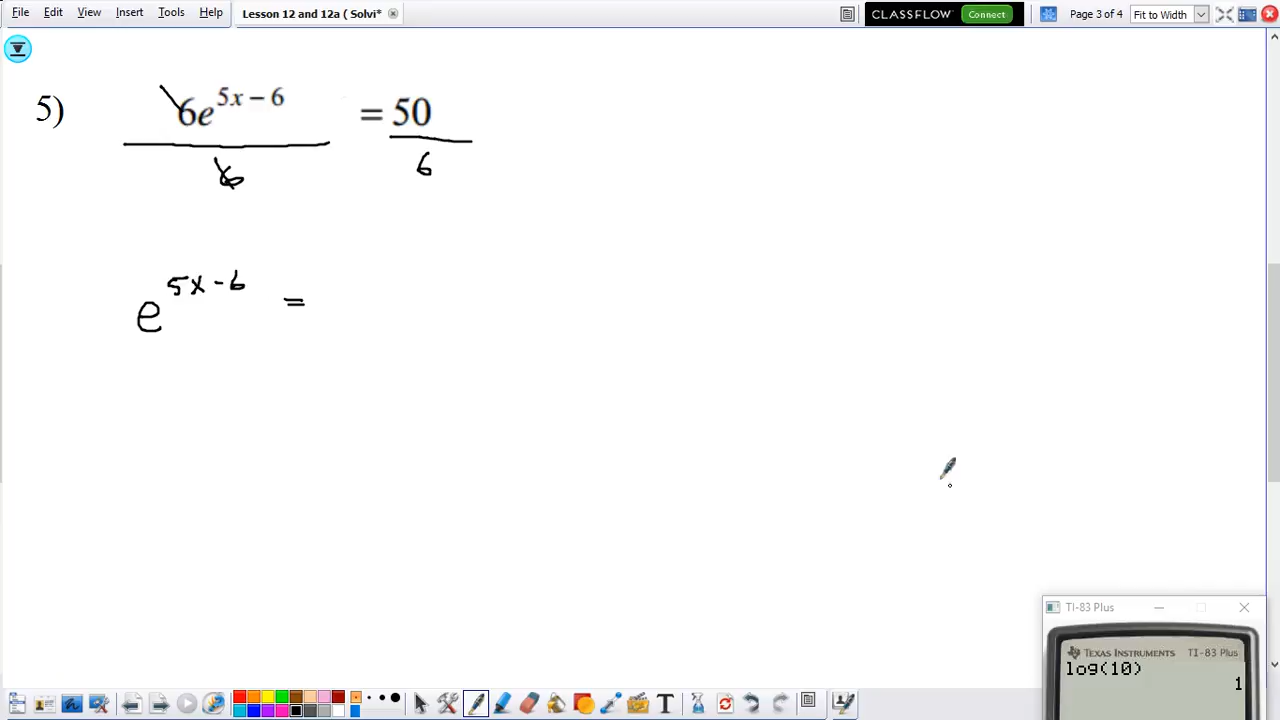 File Edit View Insert Tools Help Lesson 12 and 12a ( Solvi* CLASSFLOW Connect Page 3 of 4 Fit to Width
5) 6e^{5x – 6} = 50
6 6
e^{5x - 6} =
TI-83 Plus
TEXAS INSTRUMENTS TI-83 Plus
log(10)
1